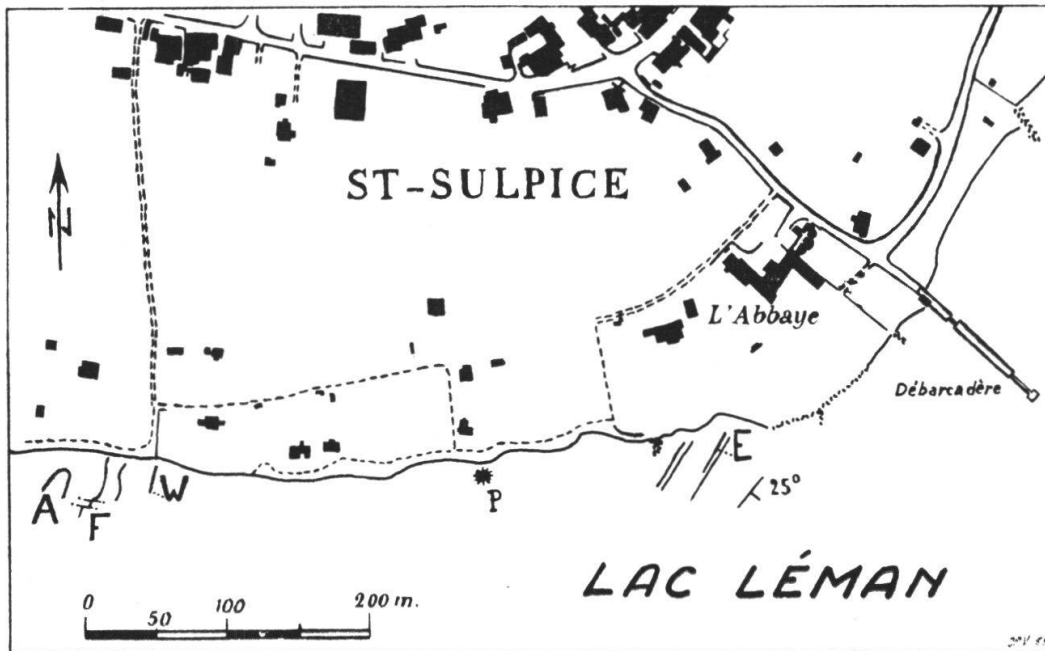 N
ST-SULPICE
L'Abbaye
Débarcadère
A
F
W
P
E
25°
LAC LÉMAN
0 50 100 200 m.